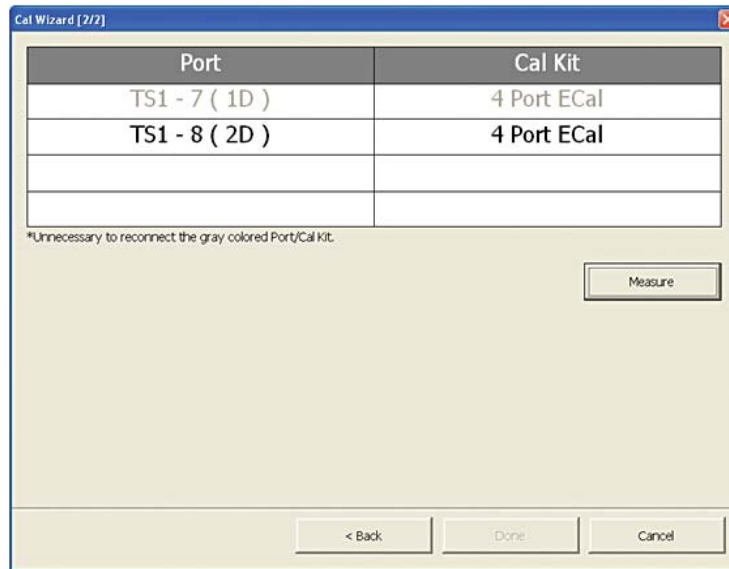 Cal Wizard [2/2]
Port Cal Kit
TS1 - 7 ( 1D ) 4 Port ECal
TS1 - 8 ( 2D ) 4 Port ECal
*Unnecessary to reconnect the gray colored Port/Cal Kit.
Measure
< Back Done Cancel